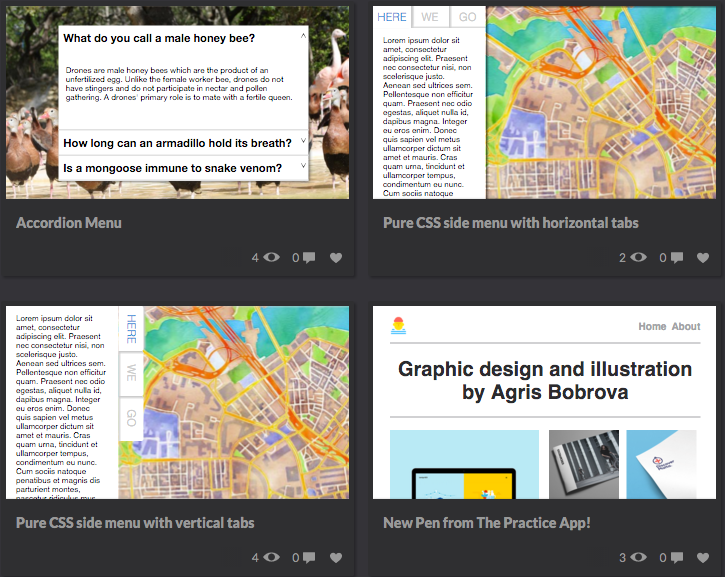 What do you call a male honey bee?
Drones are male honey bees which are the product of an
unfertilized egg. Unlike the female worker bee, drones do not
have stingers and do not participate in nectar and pollen
gathering. A drones' primary role is to mate with a fertile queen.
How long can an armadillo hold its breath?
Is a mongoose immune to snake venom?
Accordion Menu
4 0
HERE WE GO
Lorem ipsum dolor sit
amet, consectetur
adipiscing elit. Praesent
nec consectetur nisi, non
scelerisque justo.
Aenean sed ultrices sem.
Pellentesque non efficitur
quam. In the hac rutrum
egestas, aliquet nulla id,
dapibus magna. Integer
eu eros enim. Donec
quis sapien vel metus
ullamcorper dictum sit
amet et mauris. Cras
quam urna, tincidunt et
ullamcorper dictum,
condimentum eu nunc.
Cum sociis natoque
Pure CSS side menu with horizontal tabs
2 0
Lorem ipsum dolor sit
amet, consectetur
adipiscing elit. Praesent
nec consectetur nisi, non
scelerisque justo.
Aenean sed ultrices sem.
Pellentesque non efficitur
quam.
egestas, aliquet nulla id,
dapibus magna. Integer
eu eros enim. Donec
quis sapien vel metus
ullamcorper dictum sit
amet et mauris. Cras
quam urna, tincidunt et
ullamcorper dictum,
condimentum eu nunc.
Cum sociis natoque
penatibus et magnis dis
parturient montes,
nascetur ridiculus mus
HERE
WE
GO
Pure CSS side menu with vertical tabs
4 0
Home About
Graphic design and illustration
by Agris Bobrova
New Pen from The Practice App!
3 0